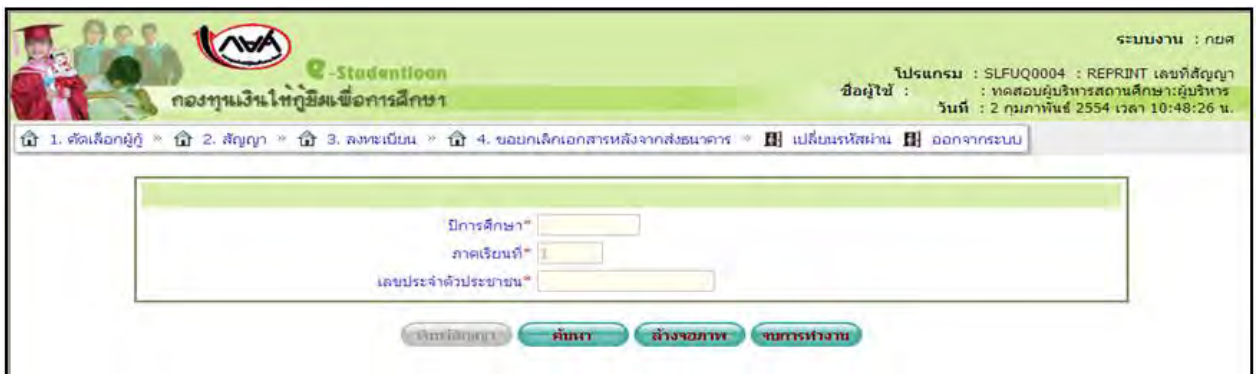 กยศ
ระบบงาน : กยศ
e-Studentloan
กองทุนเงินให้กู้ยืมเพื่อการศึกษา
โปรแกรม : SLFUQ0004 : REPRINT เลขที่สัญญา
ชื่อผู้ใช้ : : ทดสอบผู้บริหารสถานศึกษา:ผู้บริหาร
วันที่ : 2 กุมภาพันธ์ 2554 เวลา 10:48:26 น.
1. คัดเลือกผู้กู้ » 2. สัญญา » 3. ลงทะเบียน » 4. ขอยกเลิกเอกสารหลังจากส่งธนาคาร » เปลี่ยนรหัสผ่าน ออกจากระบบ
ปีการศึกษา*
ภาคเรียนที่* 1
เลขประจำตัวประชาชน*
พิมพ์สัญญา ค้นหา ล้างจอภาพ จบการทำงาน